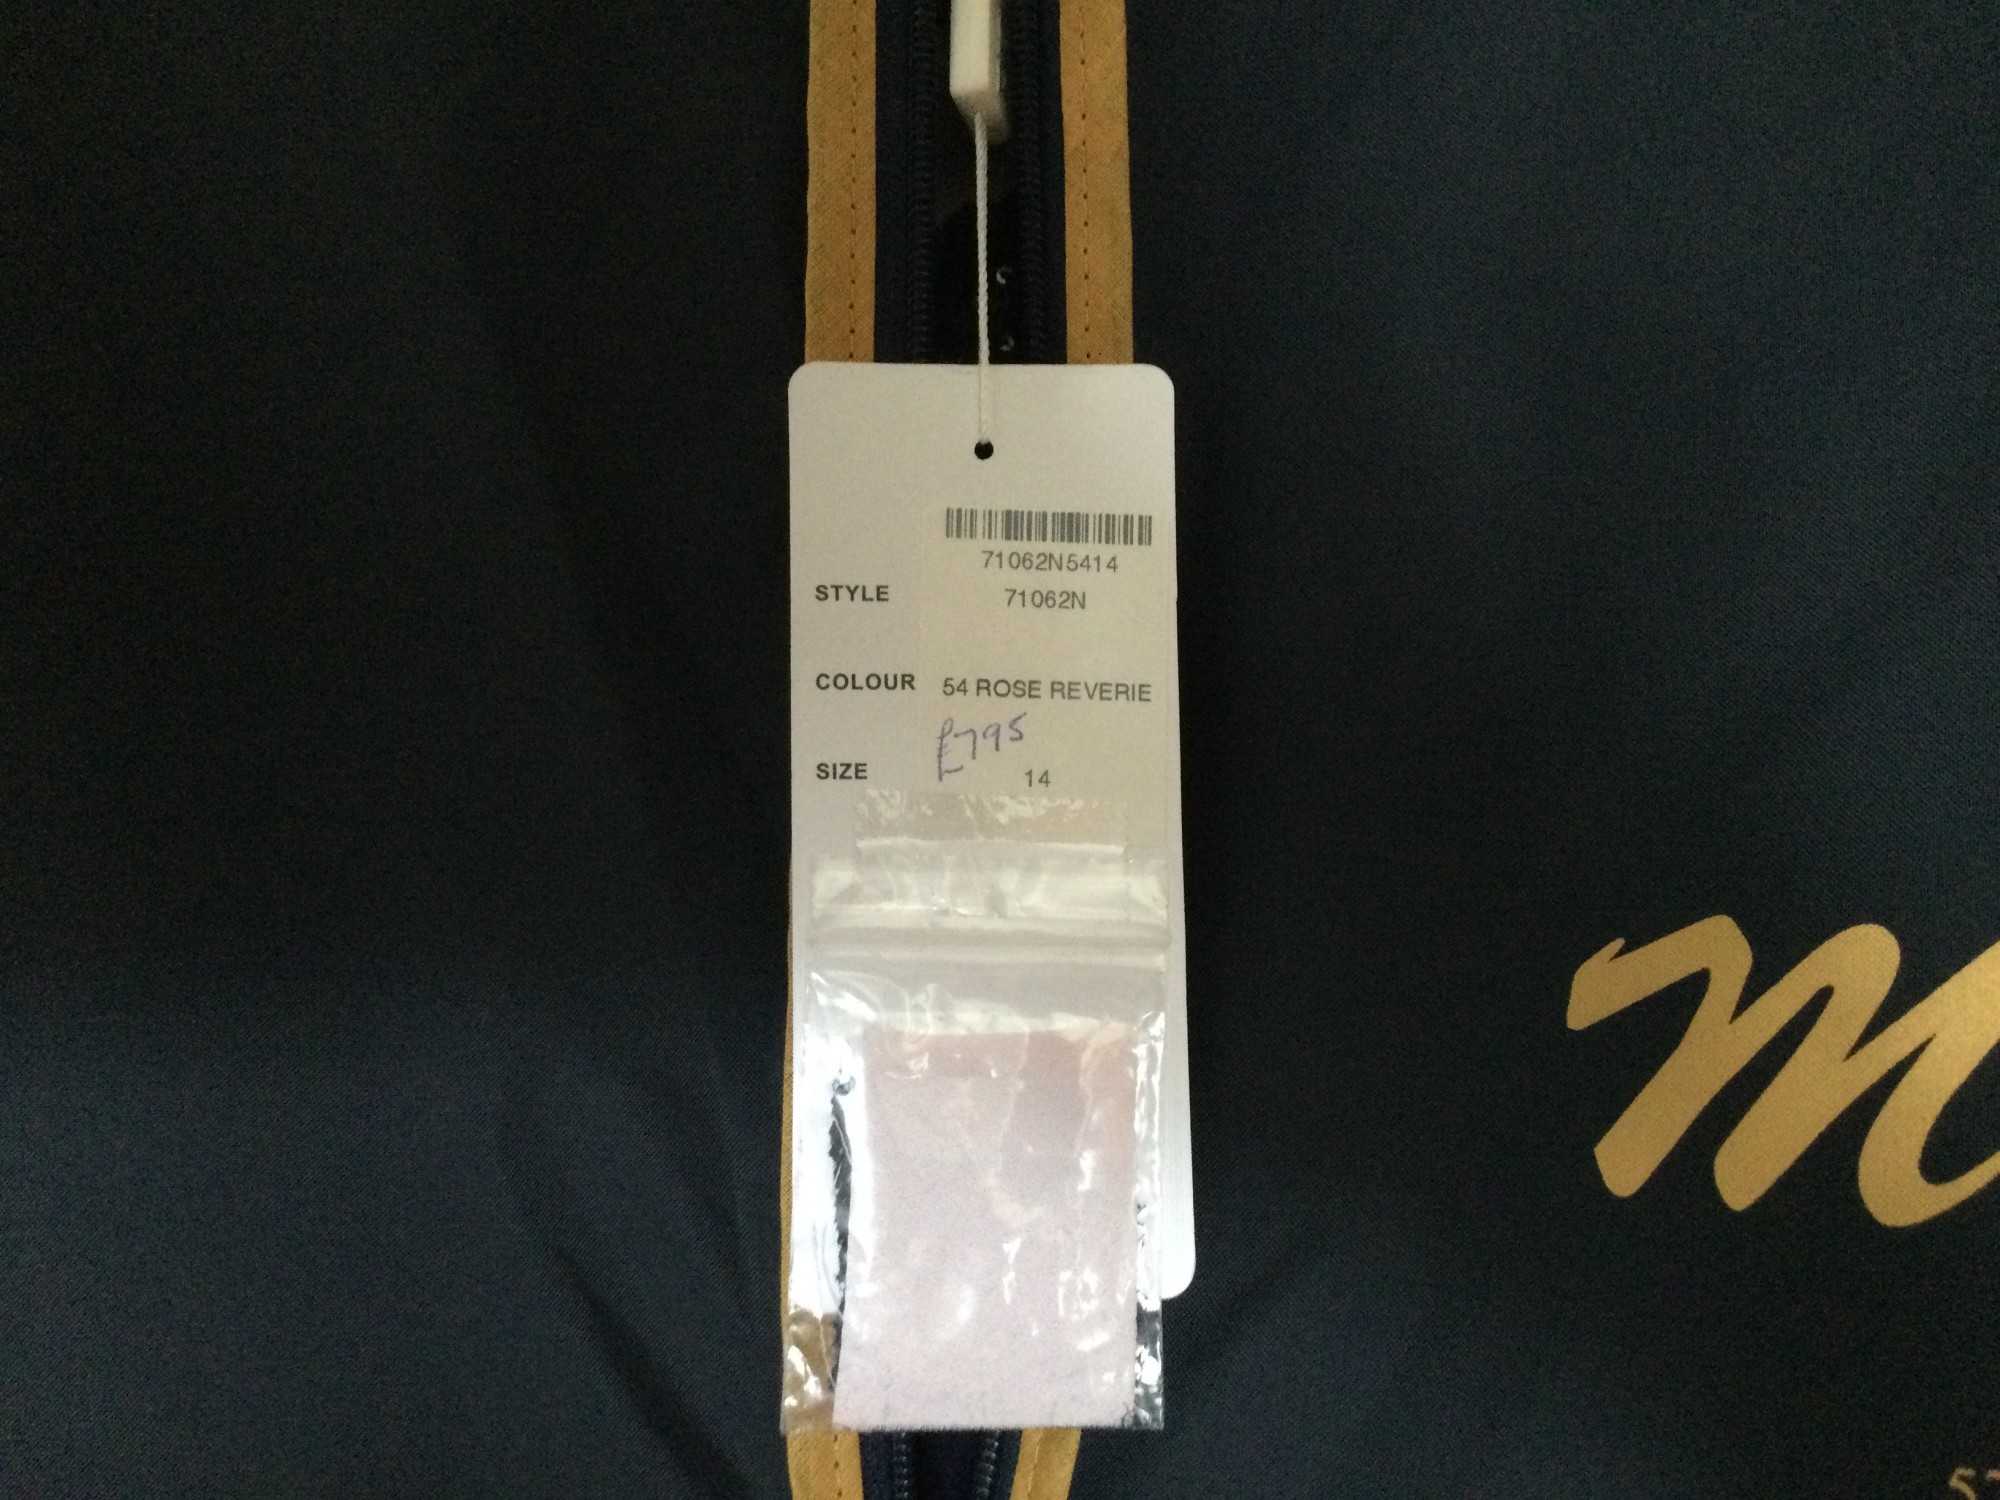 71062N5414
STYLE 71062N
COLOUR 54 ROSE REVERIE
£795
SIZE 14